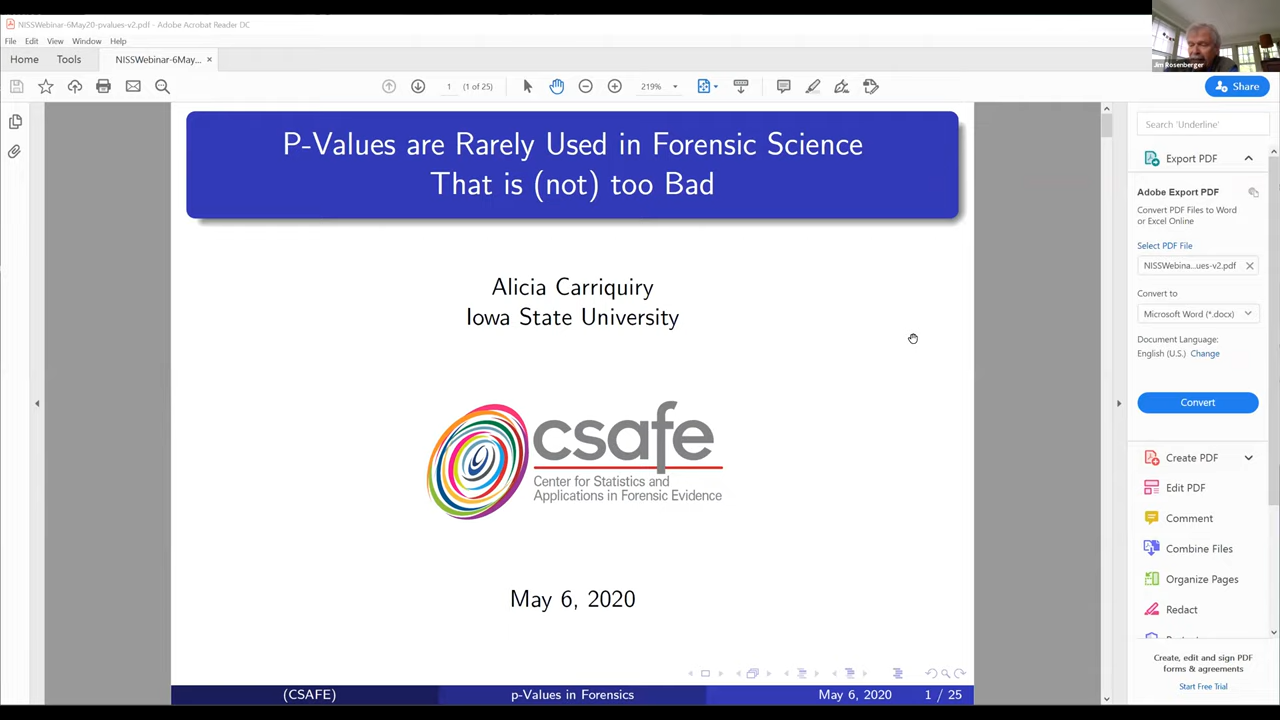 NISSWebinar-6May20-pvalues-v2.pdf - Adobe Acrobat Reader DC
File Edit View Window Help
Home Tools NISSWebinar-6May... ×
1 (1 of 25) 219%
Share
Jim Rosenberger
P-Values are Rarely Used in Forensic Science
That is (not) too Bad
Alicia Carriquiry
Iowa State University
csafe
Center for Statistics and
Applications in Forensic Evidence
May 6, 2020
(CSAFE) p-Values in Forensics May 6, 2020 1 / 25
Search 'Underline'
Export PDF
Adobe Export PDF
Convert PDF Files to Word
or Excel Online
Select PDF File
NISSWebina...ues-v2.pdf
Convert to
Microsoft Word (*.docx)
Document Language:
English (U.S.) Change
Convert
Create PDF
Edit PDF
Comment
Combine Files
Organize Pages
Redact
Create, edit and sign PDF
forms & agreements
Start Free Trial